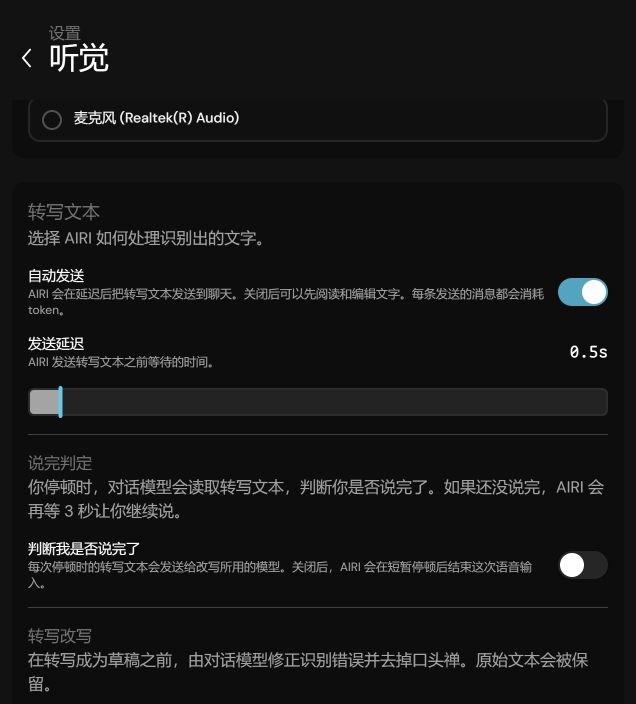 设置
听觉
麦克风 (Realtek(R) Audio)
转写文本
选择 AIRI 如何处理识别出的文字。
自动发送
AIRI 会在延迟后把转写文本发送到聊天。关闭后可以先阅读和编辑文字。每条发送的消息都会消耗
token。
发送延迟
AIRI 发送转写文本之前等待的时间。
0.5s
说完判定
你停顿时，对话模型会读取转写文本，判断你是否说完了。如果还没说完，AIRI 会
再等 3 秒让你继续说。
判断我是否说完了
每次停顿时的转写文本会发送给改写所用的模型。关闭后，AIRI 会在短暂停顿后结束这次语音输
入。
转写改写
在转写成为草稿之前，由对话模型修正识别错误并去掉口头禅。原始文本会被保
留。